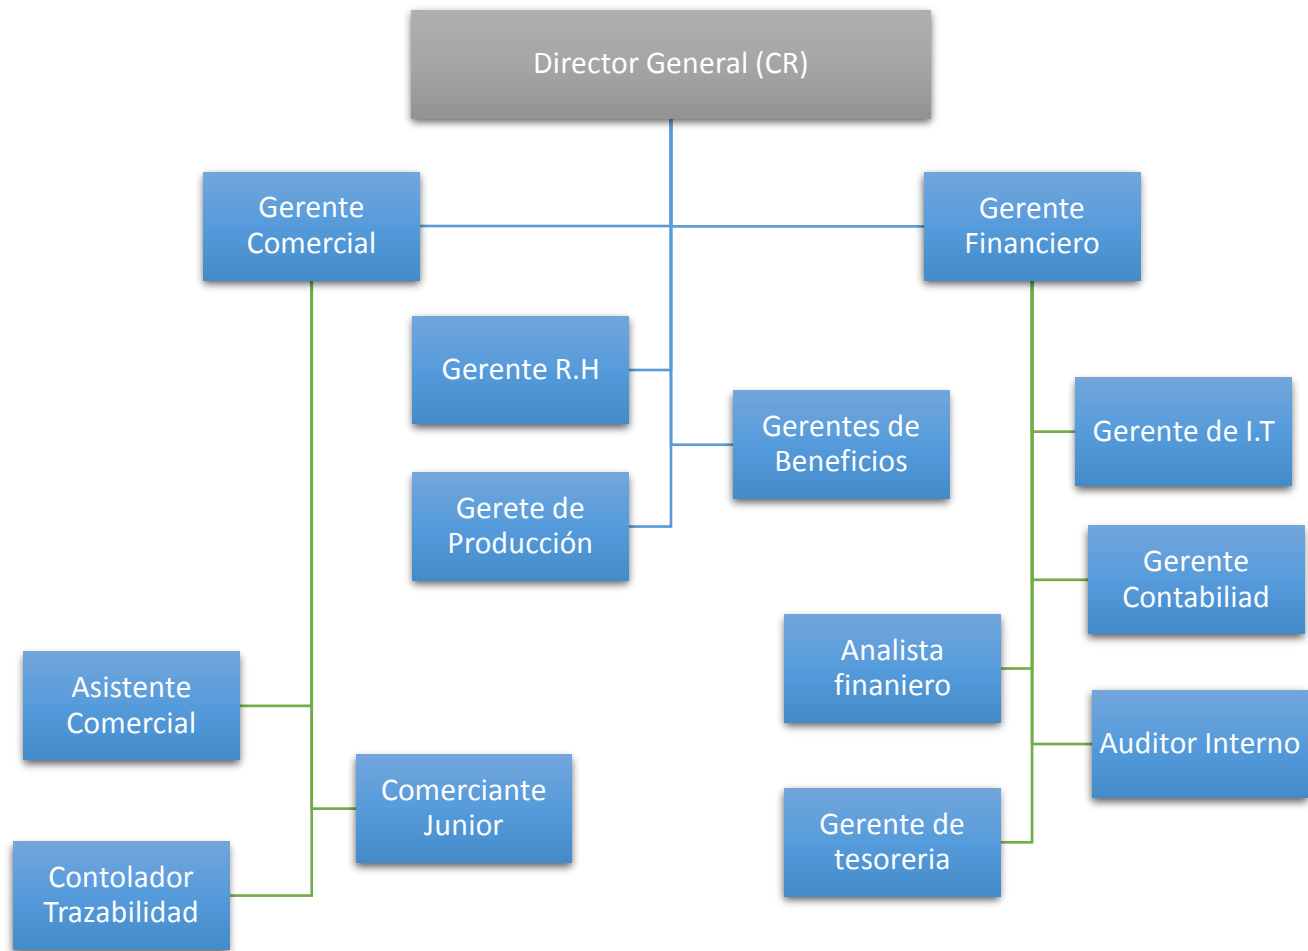 Director General (CR)
Gerente
Comercial
Gerente
Financiero
Gerente R.H
Gerentes de
Beneficios
Gerente de I.T
Gerete de
Producción
Gerente
Contabiliad
Analista
finaniero
Asistente
Comercial
Auditor Interno
Comerciante
Junior
Gerente de
tesoreria
Contolador
Trazabilidad